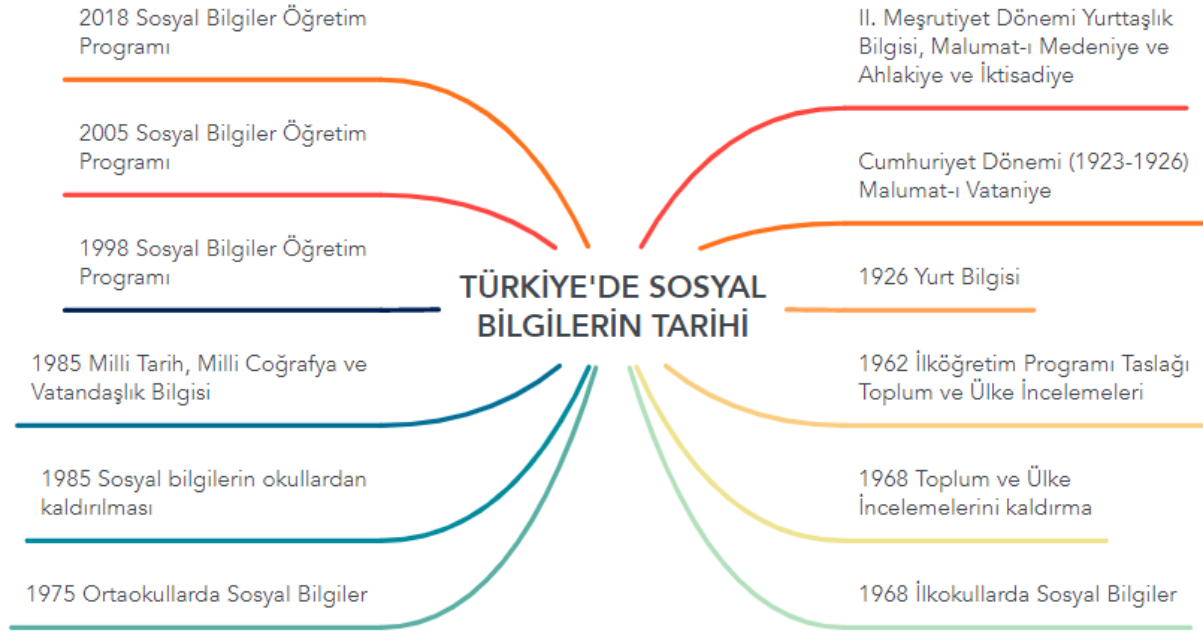 TÜRKİYE'DE SOSYAL
BİLGİLERİN TARİHİ
II. Meşrutiyet Dönemi Yurttaşlık
Bilgisi, Malumat-ı Medeniye ve
Ahlakiye ve İktisadiye
Cumhuriyet Dönemi (1923-1926)
Malumat-ı Vataniye
1926 Yurt Bilgisi
1962 İlköğretim Programı Taslağı
Toplum ve Ülke İncelemeleri
1968 Toplum ve Ülke
İncelemelerini kaldırma
1968 İlkokullarda Sosyal Bilgiler
1975 Ortaokullarda Sosyal Bilgiler
1985 Sosyal bilgilerin okullardan
kaldırılması
1985 Milli Tarih, Milli Coğrafya ve
Vatandaşlık Bilgisi
1998 Sosyal Bilgiler Öğretim
Programı
2005 Sosyal Bilgiler Öğretim
Programı
2018 Sosyal Bilgiler Öğretim
Programı